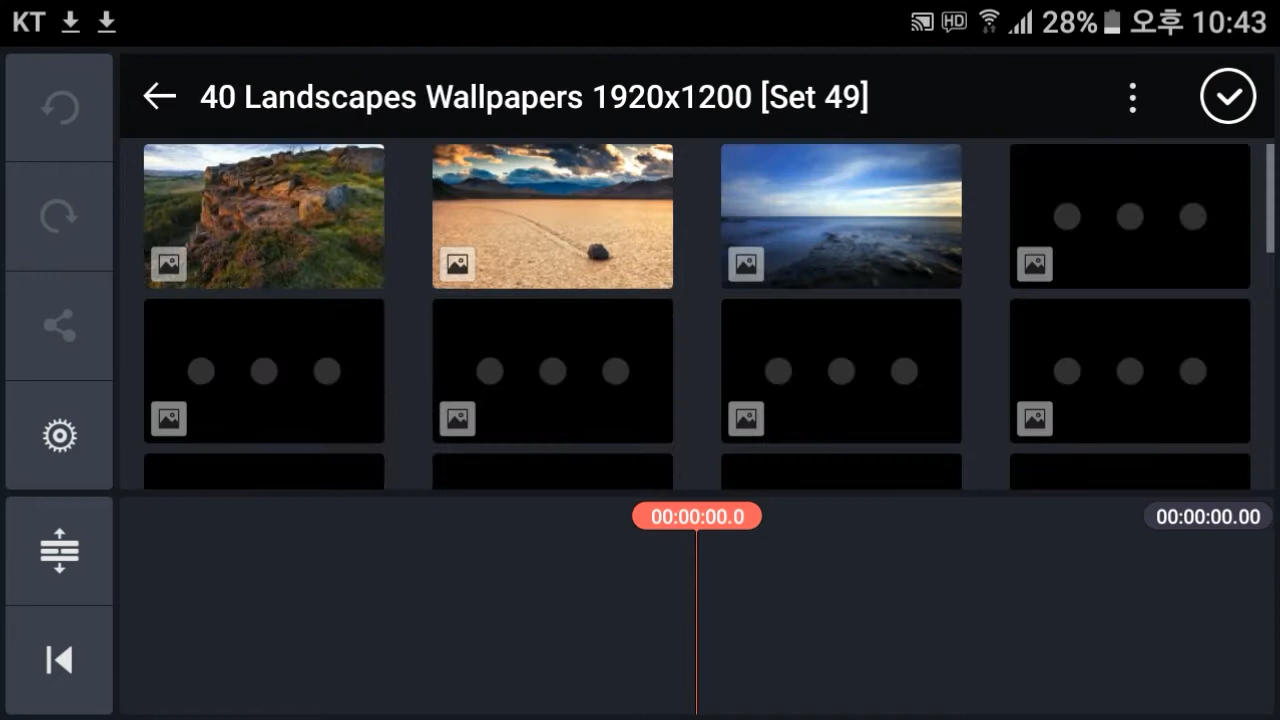 KT HD 28% 오후 10:43
40 Landscapes Wallpapers 1920x1200 [Set 49]
00:00:00.0 00:00:00.00